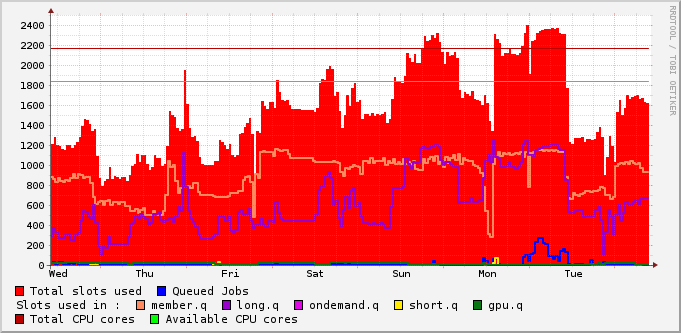 2400
2200
2000
1800
1600
1400
1200
1000
800
600
400
200
0
Wed Thu Fri Sat Sun Mon Tue
RRDTOOL / TOBI OETIKER
Total slots used Queued Jobs
Slots used in : member.q long.q ondemand.q short.q gpu.q
Total CPU cores Available CPU cores